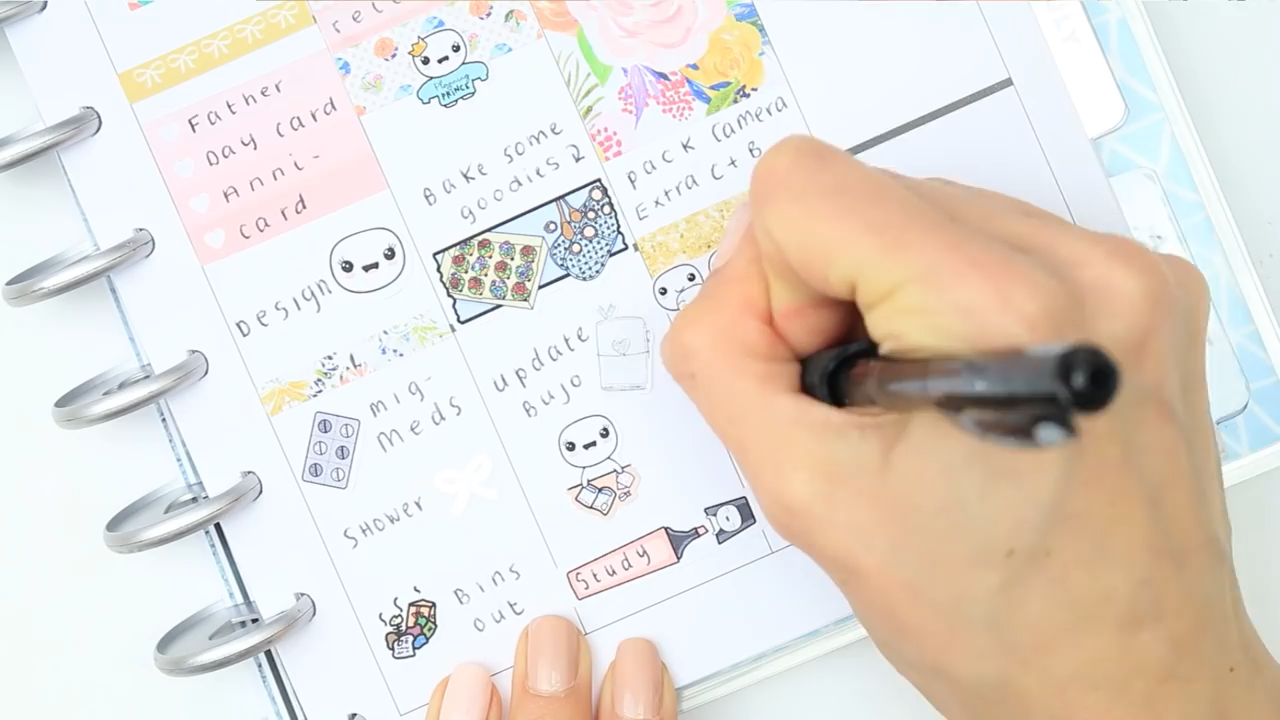 rele
Father
Day card
Anni-
card
Design
mig-
meds
Shower
Bins
out
Planning
PRINCE
Bake some
goodies
update
Bujo
Study
pack camera
Extra C+B